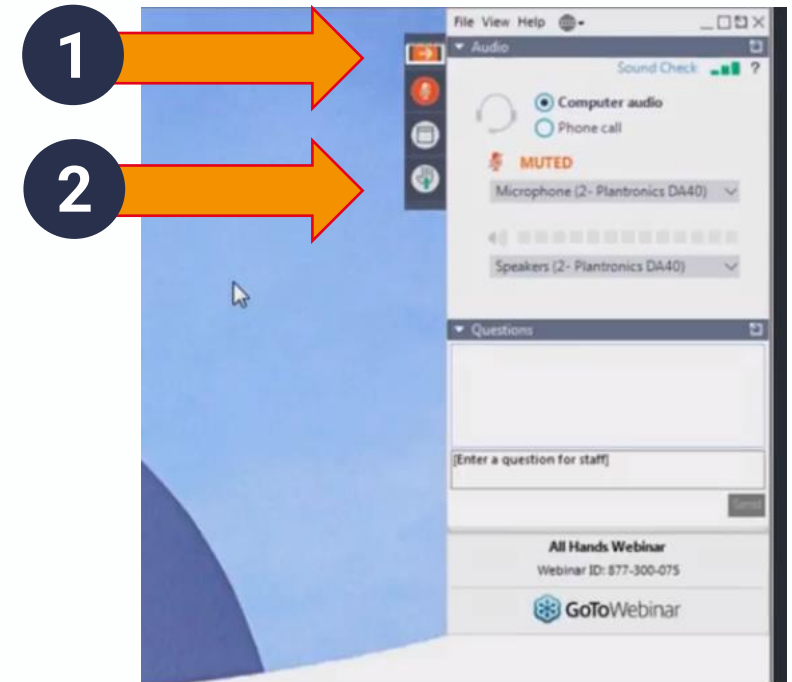 1
2
File View Help
Audio
Sound Check ?
Computer audio
Phone call
MUTED
Microphone (2- Plantronics DA40)
Speakers (2- Plantronics DA40)
Questions
[Enter a question for staff]
Send
All Hands Webinar
Webinar ID: 877-300-075
GoToWebinar